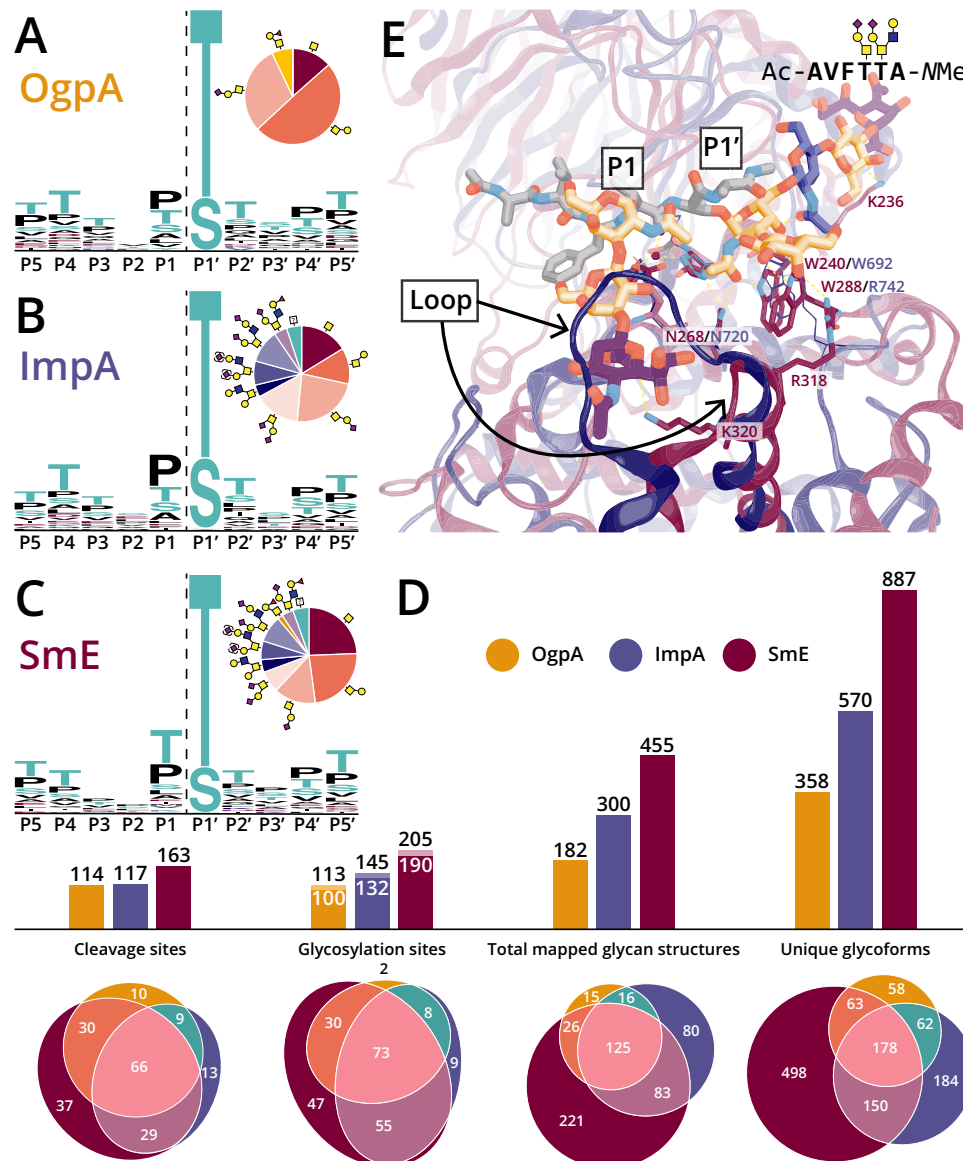 A
OgpA
S
P5 P4 P3 P2 P1 P1' P2' P3' P4' P5'
B
ImpA
S
P5 P4 P3 P2 P1 P1' P2' P3' P4' P5'
C
SmE
S
P5 P4 P3 P2 P1 P1' P2' P3' P4' P5'
E
Ac-AVFTTA-NMe
P1
P1'
K236
W240/W692
W288/R742
Loop
N268/N720
R318
K320
D
OgpA ImpA SmE
114 117 163
Cleavage sites
113 145 205
100 132 190
Glycosylation sites
182 300 455
Total mapped glycan structures
358 570 887
Unique glycoforms
10
30 9
66 13
37
29
2
30 8
73 9
47
55
15 16
26 80
125
83
221
58
63 62
178
498 184
150